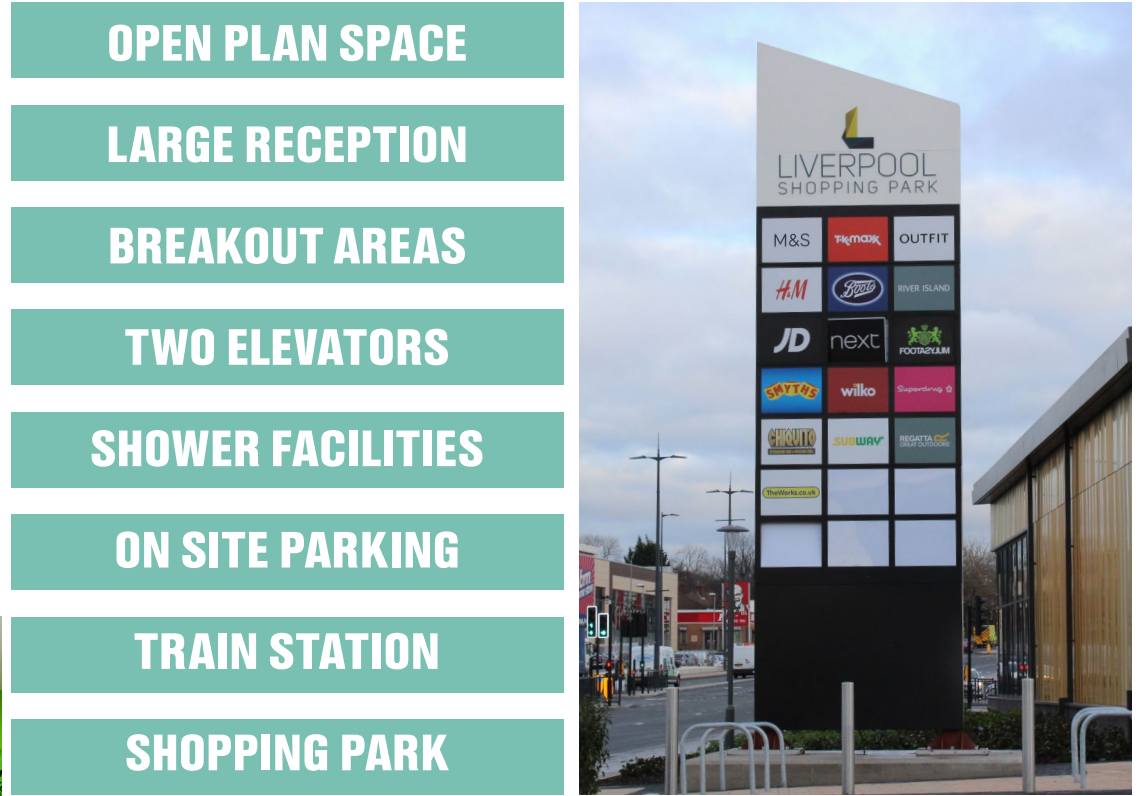 OPEN PLAN SPACE
LARGE RECEPTION
BREAKOUT AREAS
TWO ELEVATORS
SHOWER FACILITIES
ON SITE PARKING
TRAIN STATION
SHOPPING PARK
LIVERPOOL
SHOPPING PARK
M&S
T·K·maxx
OUTFIT
H&M
Boots
RIVER ISLAND
JD
next
FOOTASYLUM
SMYTHS
wilko
Superdrug
CHIQUITO
SUBWAY
REGATTA
GREAT OUTDOORS
TheWorks.co.uk